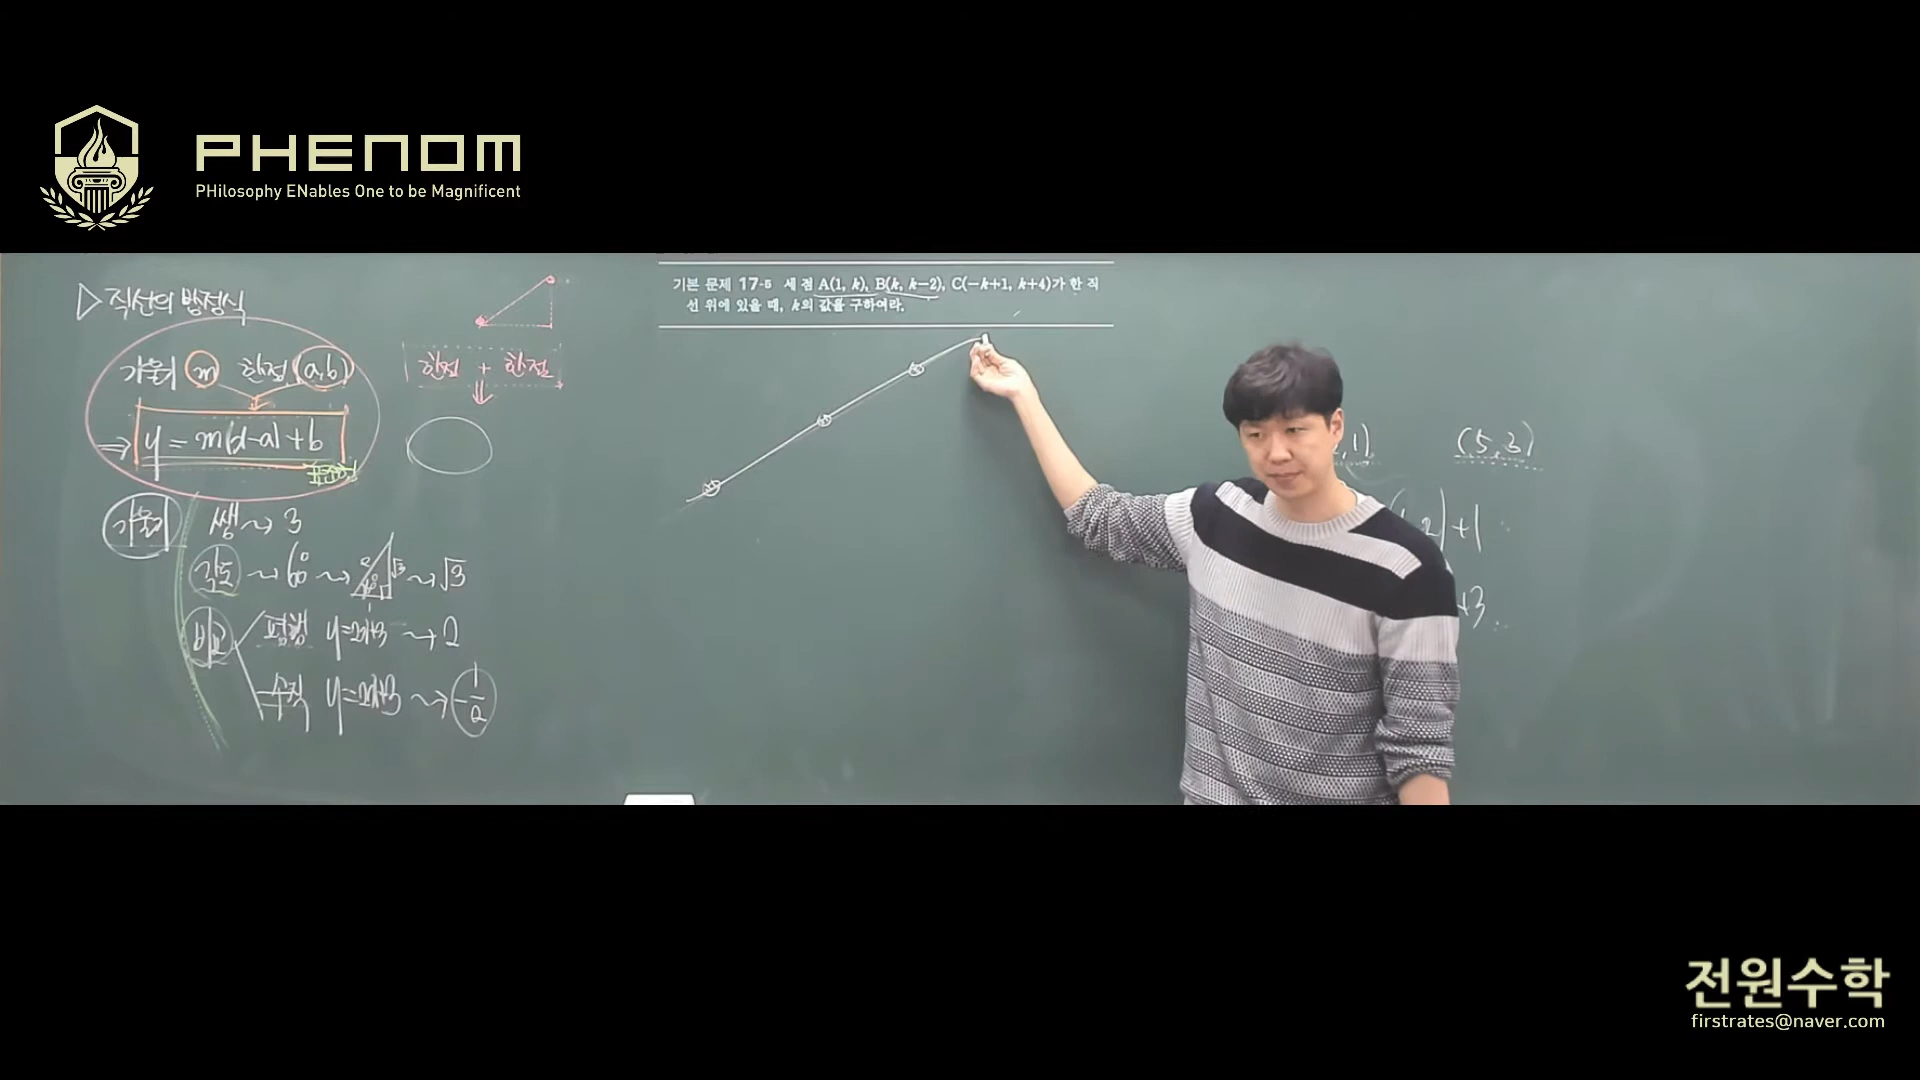 PHENOM
PHilosophy ENables One to be Magnificent
▷직선의 방정식
기울기 m 한점 (a,b)
⇒ y = m(x-a)+b
한점 + 한점
기울기 쌩~→ 3
각도 ~→ 60° ~→ ~→ √3
비교 평행 y=2x+3 ~→ 2
수직 y=2x+3 ~→ -1/2
기본 문제 17-5 세 점 A(1, k), B(k, k−2), C(−k+1, k+4)가 한 직
선 위에 있을 때, k의 값을 구하여라.
,1) (5,3)
+1
+3
전원수학
firstrates@naver.com